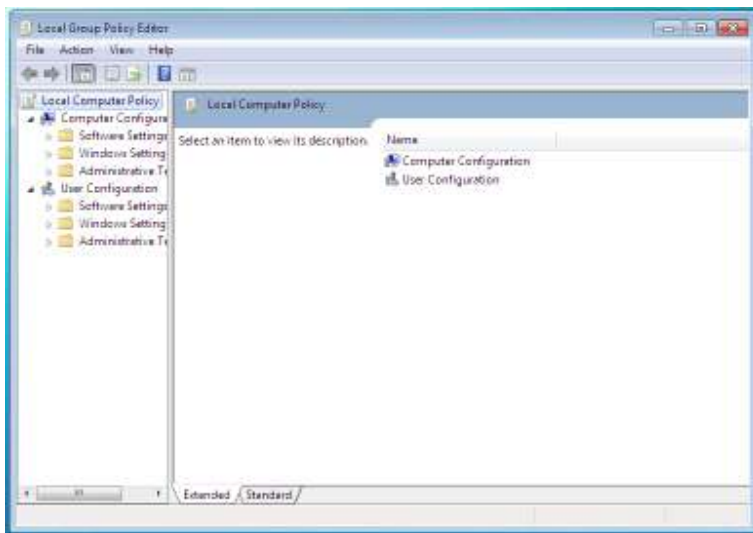 Local Group Policy Editor
File Action View Help
Local Computer Policy
Computer Configura
Software Settings
Windows Setting
Administrative Te
User Configuration
Software Settings
Windows Setting
Administrative Te
Local Computer Policy
Select an item to view its description.
Name
Computer Configuration
User Configuration
Extended Standard